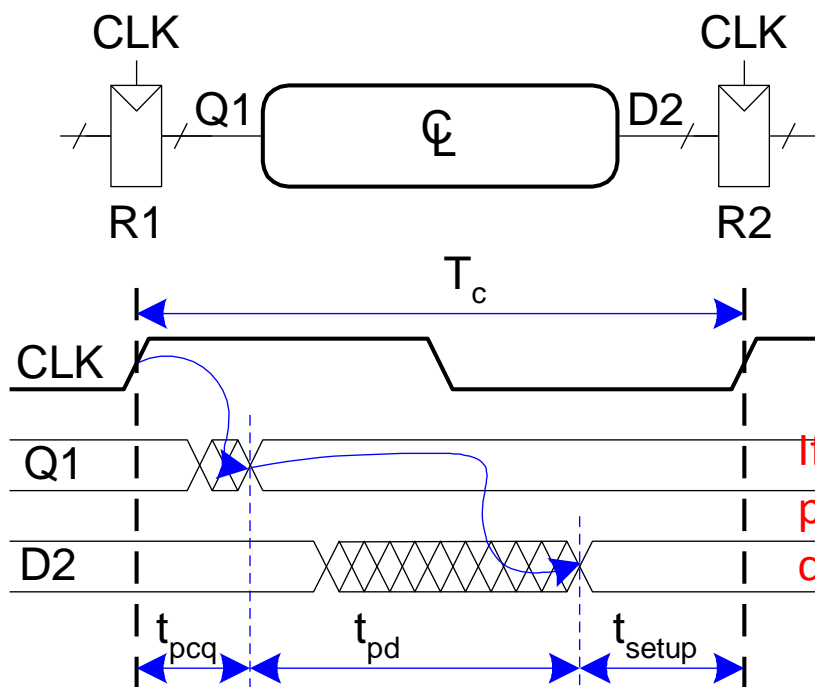 CLK CLK
Q1 CL D2
R1 R2
Tc
CLK
Q1
D2
tpcq tpd tsetup